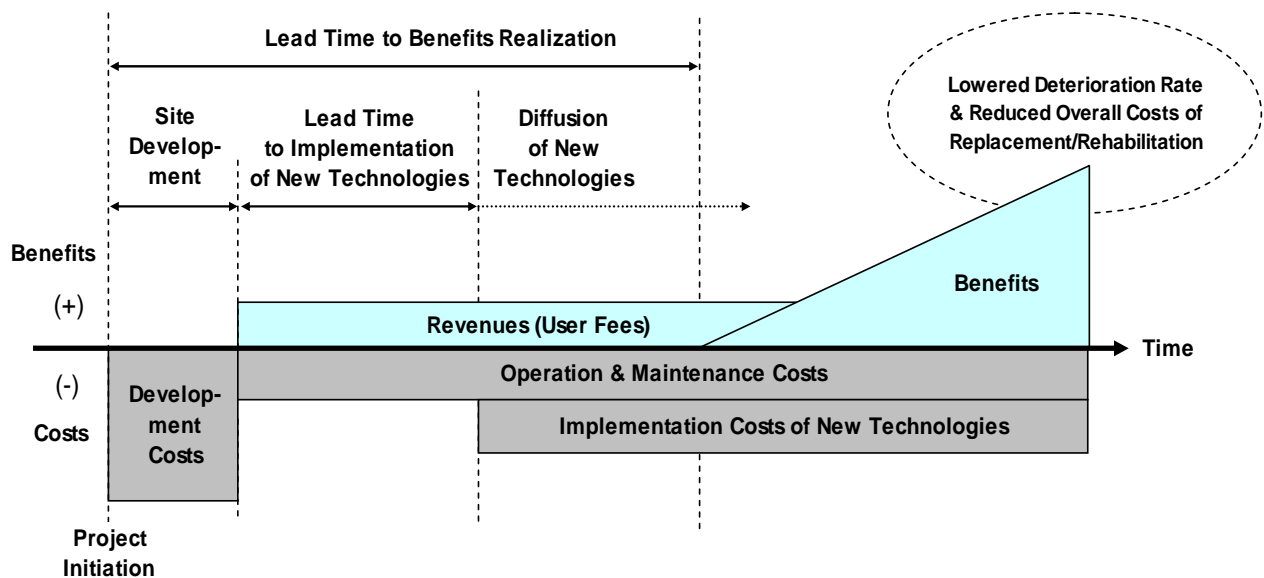 Lead Time to Benefits Realization
Site
Develop-
ment
Lead Time
to Implementation
of New Technologies
Diffusion
of New
Technologies
Lowered Deterioration Rate
& Reduced Overall Costs of
Replacement/Rehabilitation
Benefits
(+)
Revenues (User Fees)
Benefits
Time
(-)
Costs
Develop-
ment
Costs
Operation & Maintenance Costs
Implementation Costs of New Technologies
Project
Initiation